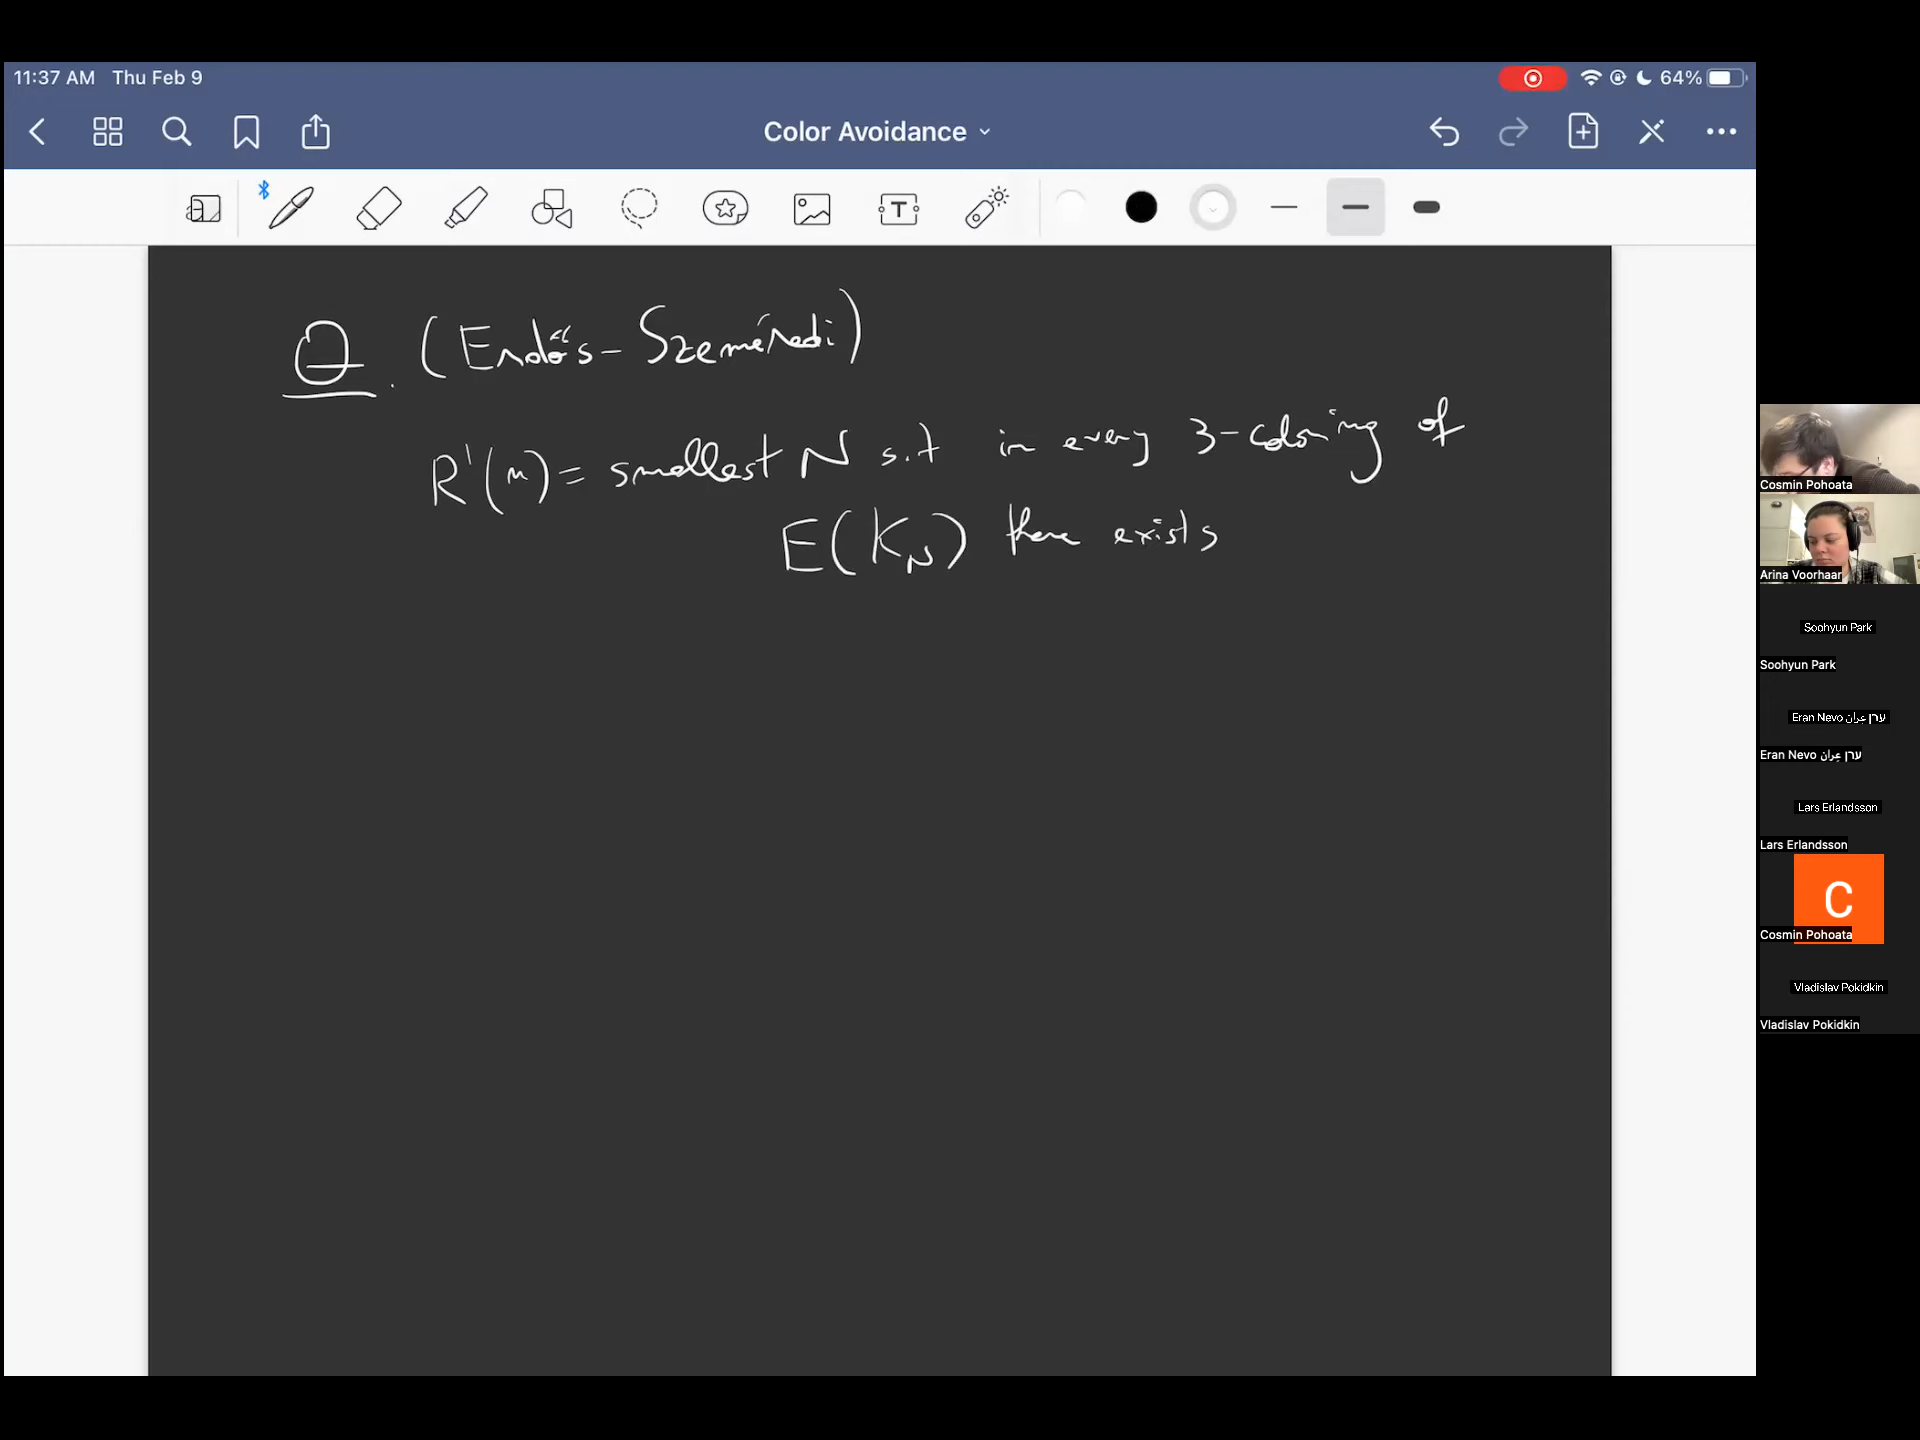 11:37 AM Thu Feb 9
64%
Color Avoidance
T
Q. (Erdős-Szemerédi)
R'(n) = smallest N s.t in every 3-coloring of
E(K_N) there exists
Cosmin Pohoata
Arina Voorhaar
Soohyun Park
Soohyun Park
Eran Nevo ערן عران
Eran Nevo ערן عران
Lars Erlandsson
Lars Erlandsson
C
Cosmin Pohoata
Vladislav Pokidkin
Vladislav Pokidkin